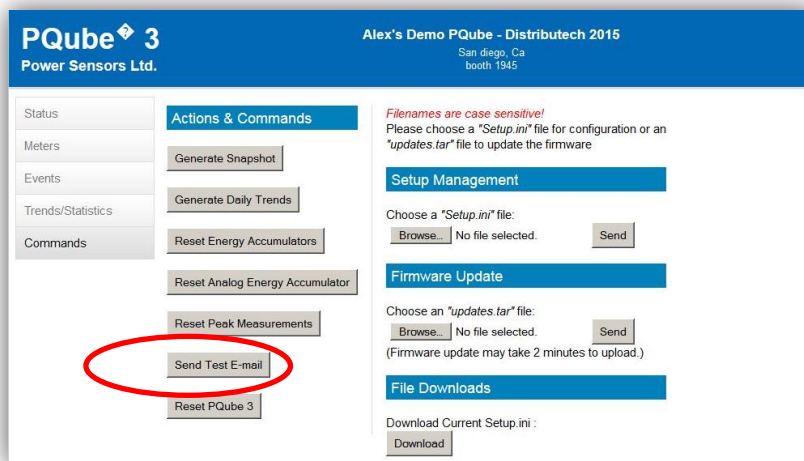 PQube� 3
Power Sensors Ltd.
Alex's Demo PQube - Distributech 2015
San diego, Ca
booth 1945
Status
Meters
Events
Trends/Statistics
Commands
Actions & Commands
Generate Snapshot
Generate Daily Trends
Reset Energy Accumulators
Reset Analog Energy Accumulator
Reset Peak Measurements
Send Test E-mail
Reset PQube 3
Filenames are case sensitive!
Please choose a "Setup.ini" file for configuration or an
"updates.tar" file to update the firmware
Setup Management
Choose a "Setup.ini" file:
Browse... No file selected. Send
Firmware Update
Choose an "updates.tar" file:
Browse... No file selected. Send
(Firmware update may take 2 minutes to upload.)
File Downloads
Download Current Setup.ini :
Download